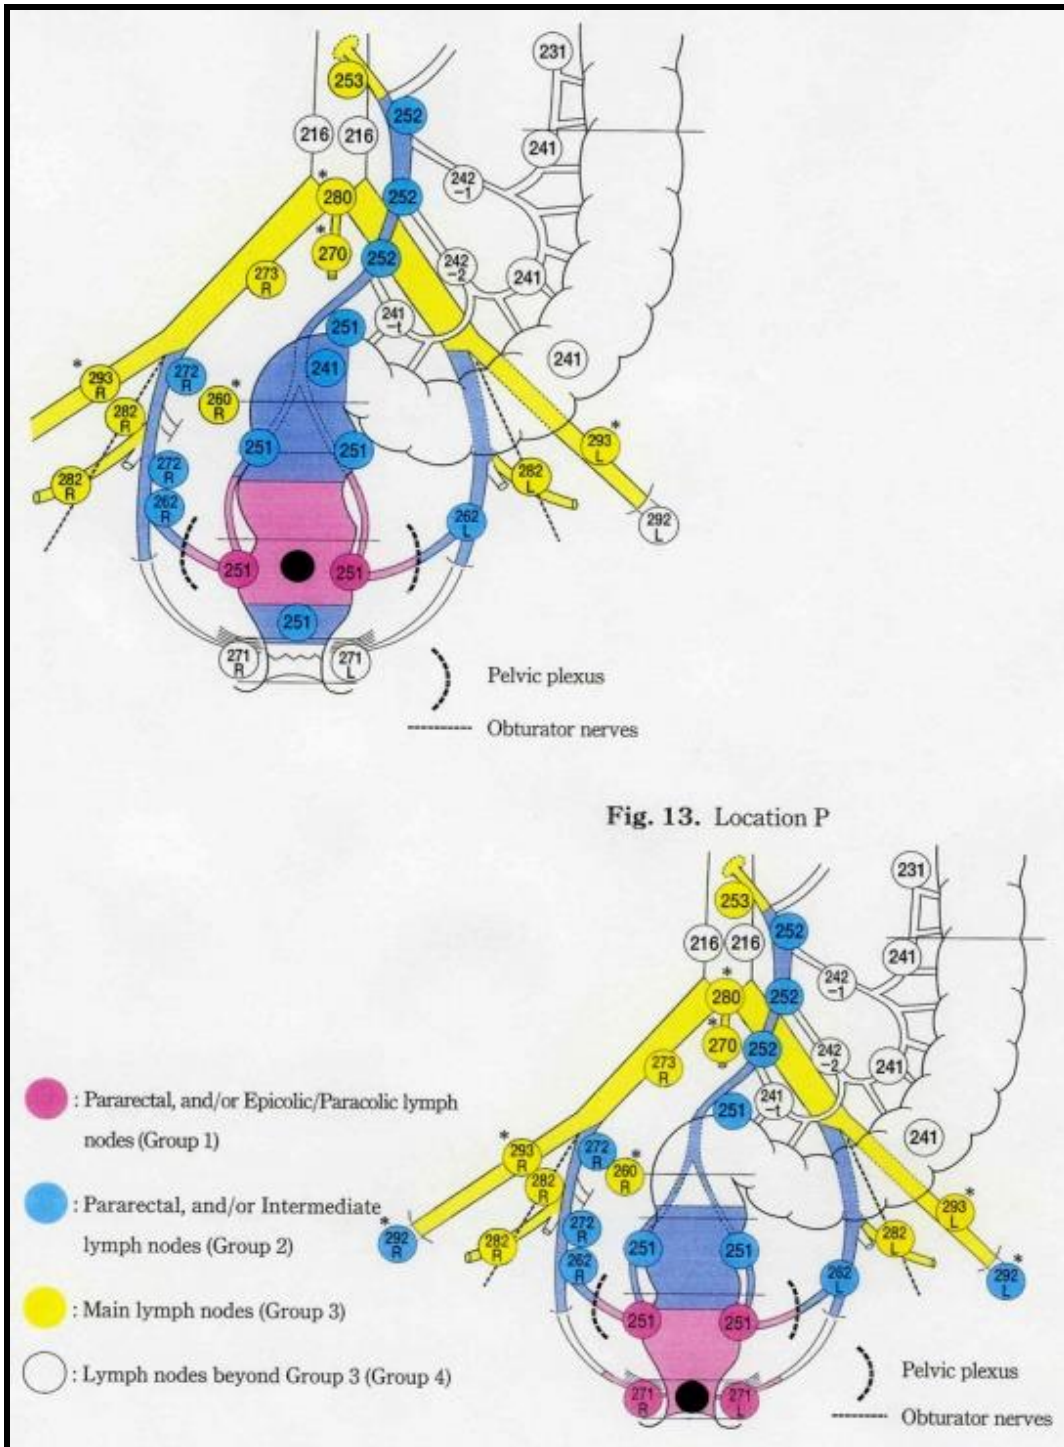 231
253
252
216
216
241
242
-1
*
280
252
*
270
252
242
-2
241
273
R
251
241
-t
*
293
R
272
R
241
241
260
R
*
282
R
251
251
293
L
*
272
R
282
R
282
L
262
R
262
L
292
L
251
251
251
271
R
271
L
Pelvic plexus
Obturator nerves
Fig. 13. Location P
231
253
252
216
216
241
*
242
-1
280
252
*
270
252
242
-2
241
273
R
241
-t
251
241
*
293
R
272
R
260
R
*
282
R
293
L
*
*
292
R
282
R
272
R
251
251
282
L
262
R
262
L
292
L
*
251
251
271
R
271
L
Pelvic plexus
Obturator nerves
: Pararectal, and/or Epicolic/Paracolic lymph
nodes (Group 1)
: Pararectal, and/or Intermediate
lymph nodes (Group 2)
: Main lymph nodes (Group 3)
: Lymph nodes beyond Group 3 (Group 4)